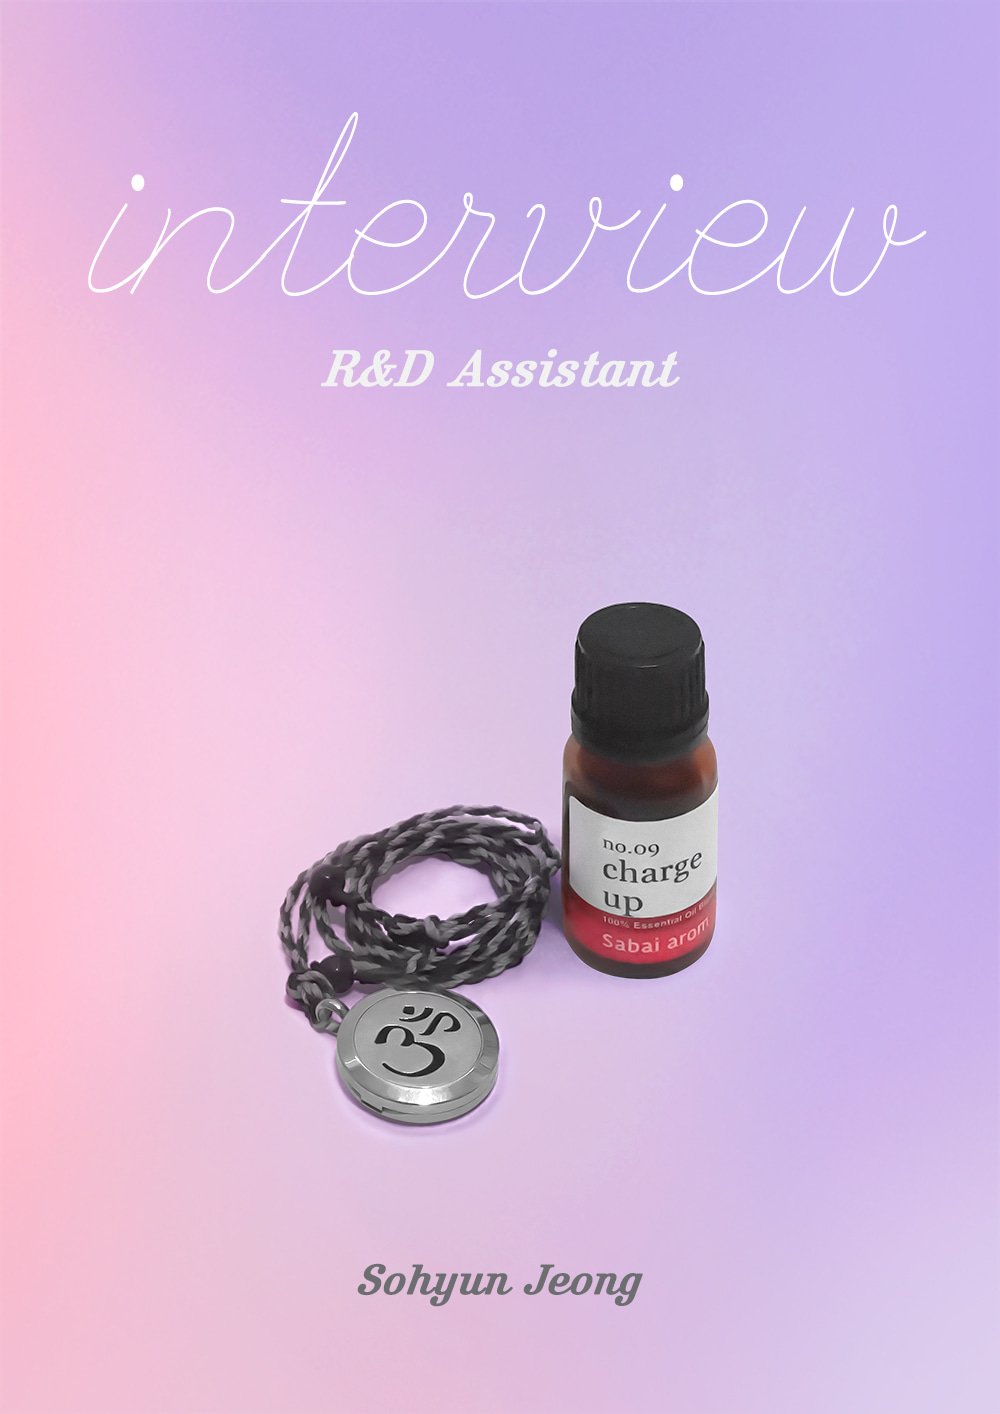 interview
R&D Assistant
no.09
charge
up
100% Essential Oil
Sabai arom
Sohyun Jeong